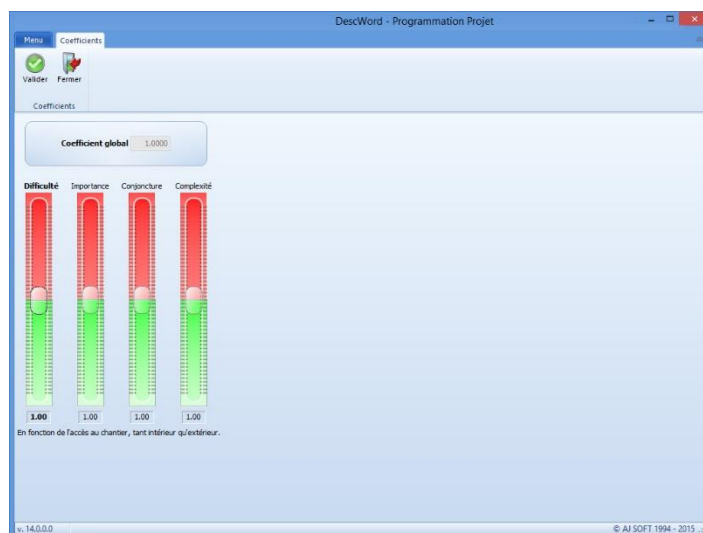 DescWord - Programmation Projet
Menu Coefficients
Valider Fermer
Coefficients
Coefficient global 1.0000
Difficulté Importance Conjoncture Complexité
1.00 1.00 1.00 1.00
En fonction de l'accès au chantier, tant intérieur qu'extérieur.
v. 14.0.0.0 © AJ SOFT 1994 - 2015